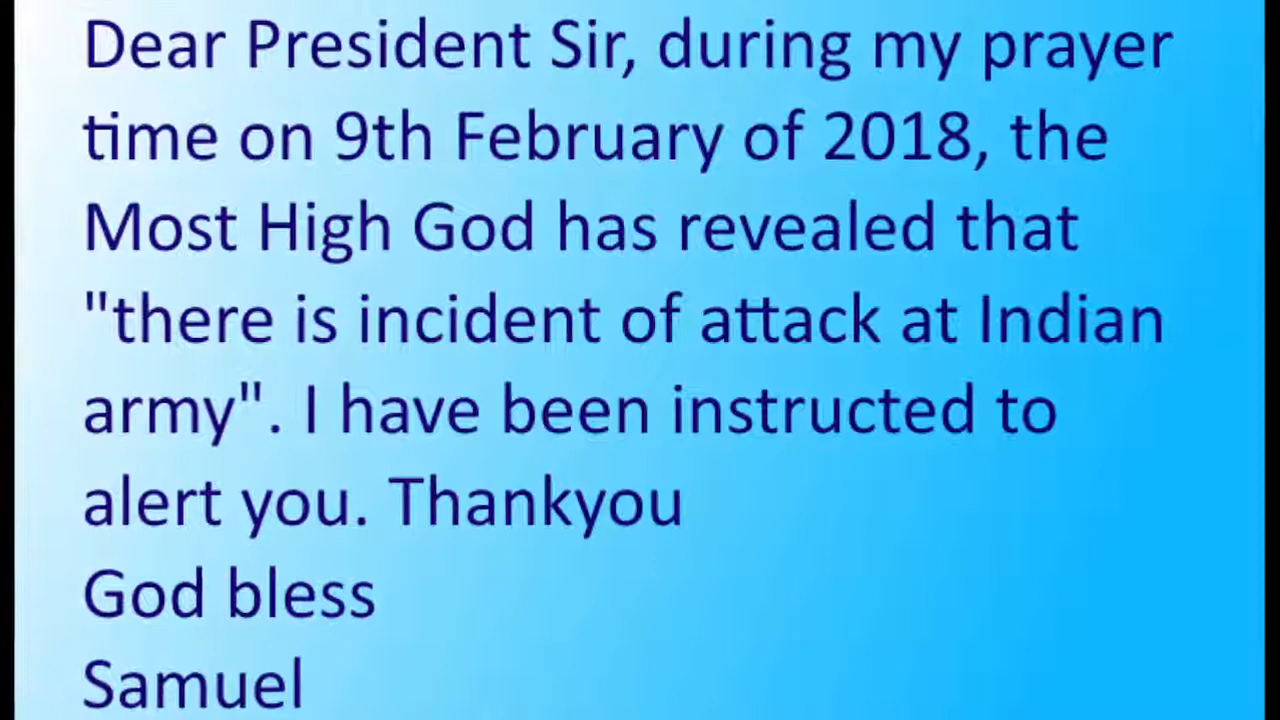 Dear President Sir, during my prayer
time on 9th February of 2018, the
Most High God has revealed that
"there is incident of attack at Indian
army". I have been instructed to
alert you. Thankyou
God bless
Samuel